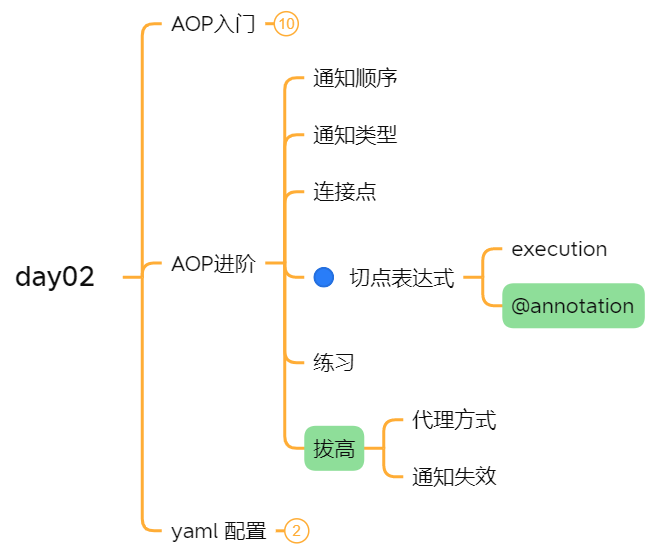 day02
AOP入门
10
AOP进阶
通知顺序
通知类型
连接点
切点表达式
execution
@annotation
练习
拔高
代理方式
通知失效
yaml 配置
2